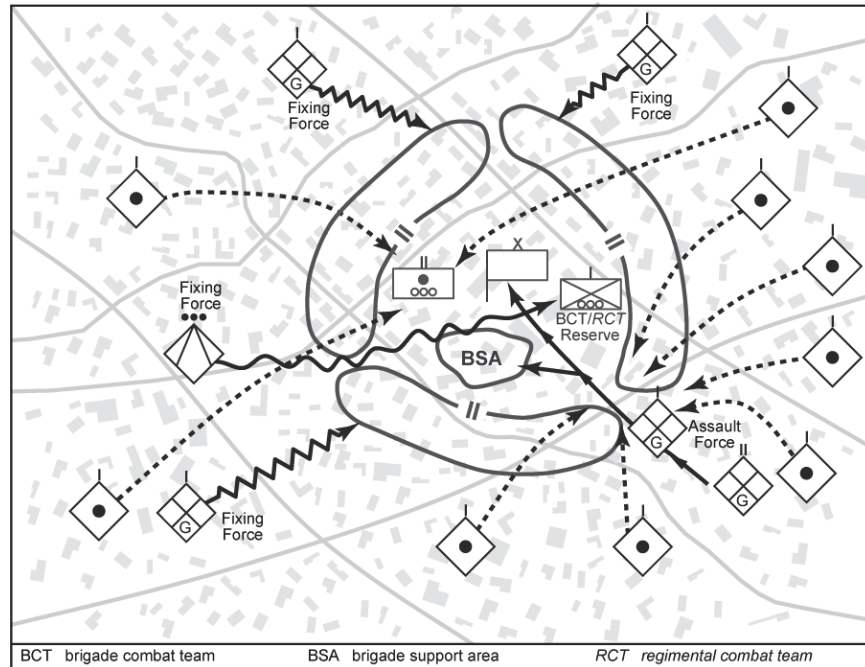 I
G
Fixing
Force
I
G
Fixing
Force
I
I
I
I
II
II
II
X
I
BCT/RCT
Reserve
Fixing
Force
BSA
I
II
I
G
Assault
Force
II
G
I
I
I
G
Fixing
Force
I
I
BCT brigade combat team BSA brigade support area RCT regimental combat team